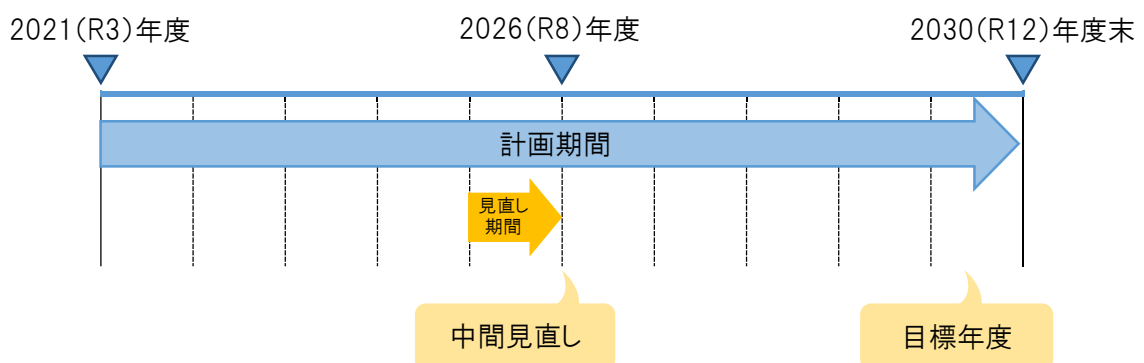 2021(R3)年度
2026(R8)年度
2030(R12)年度末
計画期間
見直し
期間
中間見直し
目標年度